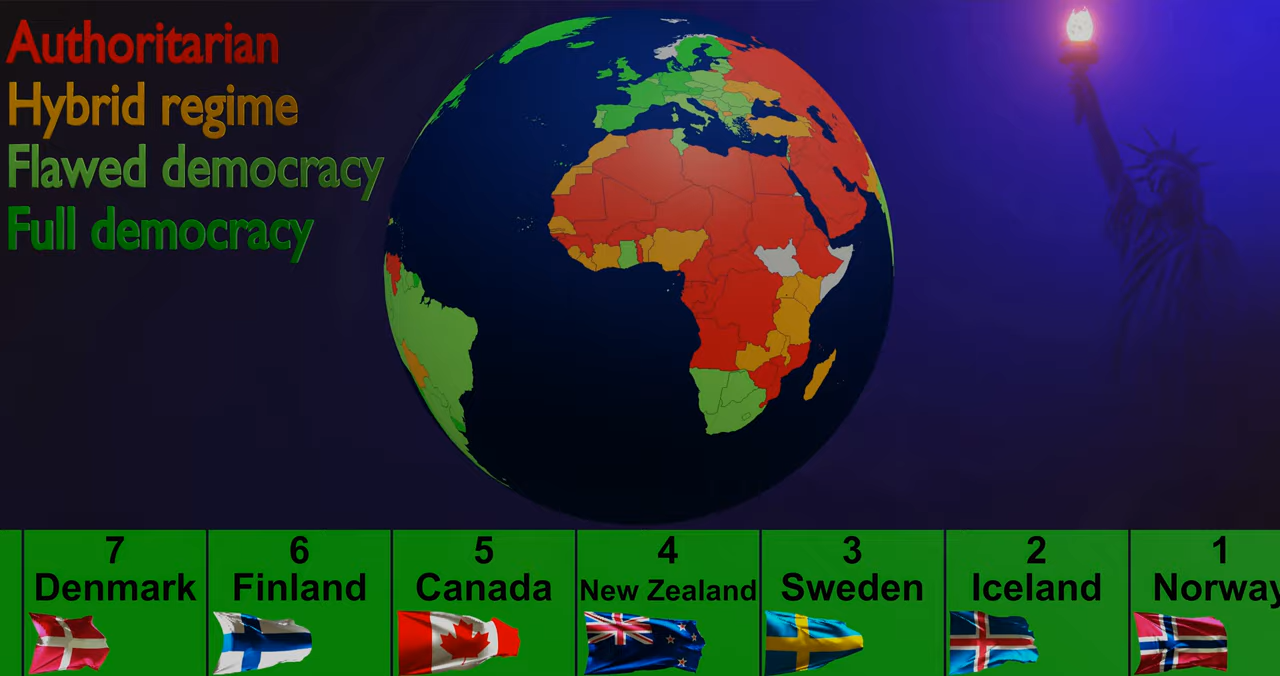 Authoritarian
Hybrid regime
Flawed democracy
Full democracy
7
Denmark
6
Finland
5
Canada
4
New Zealand
3
Sweden
2
Iceland
1
Norway